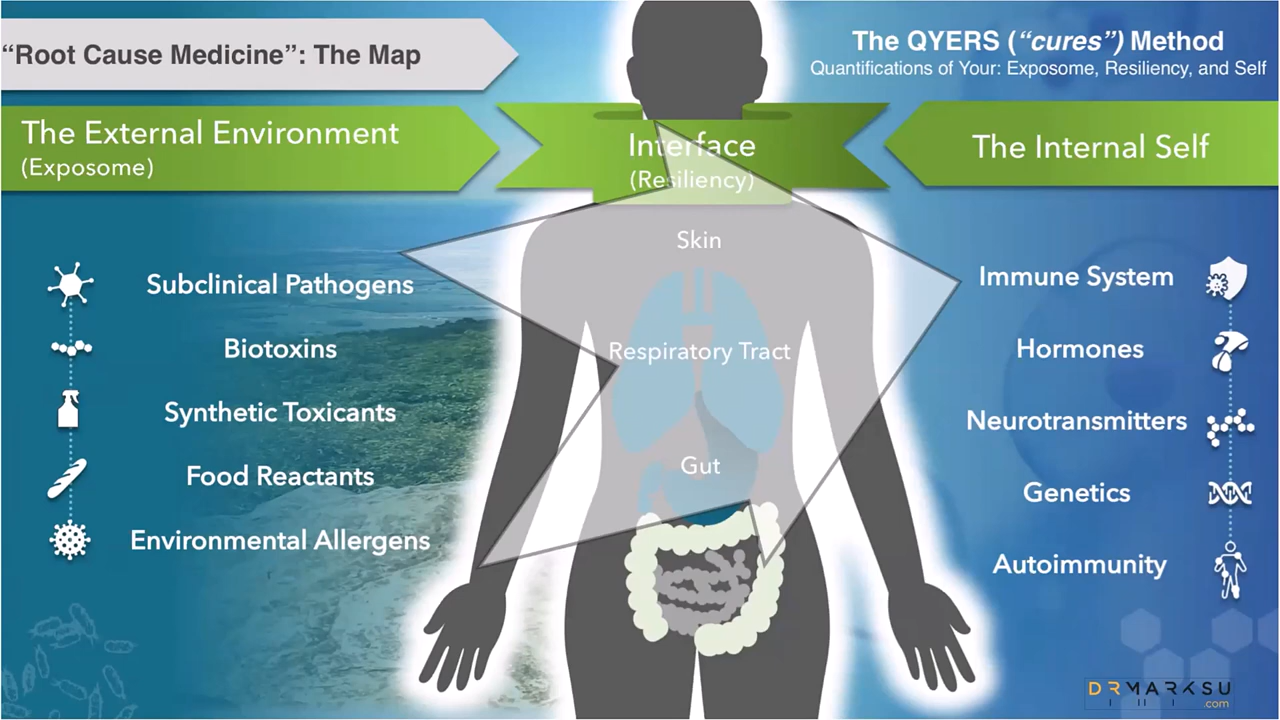 “Root Cause Medicine”: The Map
The QYERS (“cures”) Method
Quantifications of Your: Exposome, Resiliency, and Self
The External Environment
(Exposome)
Interface
(Resiliency)
The Internal Self
Subclinical Pathogens
Biotoxins
Synthetic Toxicants
Food Reactants
Environmental Allergens
Skin
Respiratory Tract
Gut
Immune System
Hormones
Neurotransmitters
Genetics
Autoimmunity
DRMARKSU
.com